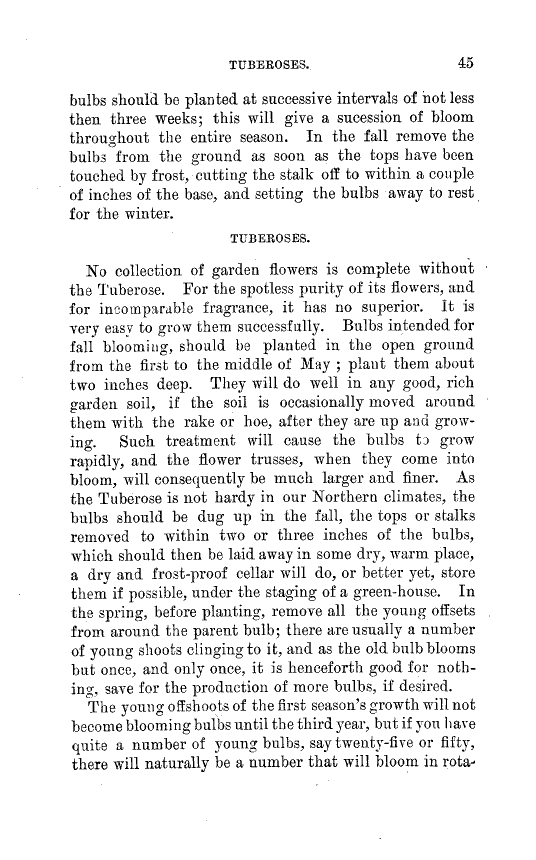 TUBEROSES. 45
bulbs should be planted at successive intervals of not less
then three weeks; this will give a sucession of bloom
throughout the entire season. In the fall remove the
bulbs from the ground as soon as the tops have been
touched by frost, cutting the stalk off to within a couple
of inches of the base, and setting the bulbs away to rest
for the winter.
TUBEROSES.
No collection of garden flowers is complete without
the Tuberose. For the spotless purity of its flowers, and
for incomparable fragrance, it has no superior. It is
very easy to grow them successfully. Bulbs intended for
fall blooming, should be planted in the open ground
from the first to the middle of May ; plant them about
two inches deep. They will do well in any good, rich
garden soil, if the soil is occasionally moved around
them with the rake or hoe, after they are up and grow-
ing. Such treatment will cause the bulbs to grow
rapidly, and the flower trusses, when they come into
bloom, will consequently be much larger and finer. As
the Tuberose is not hardy in our Northern climates, the
bulbs should be dug up in the fall, the tops or stalks
removed to within two or three inches of the bulbs,
which should then be laid away in some dry, warm place,
a dry and frost-proof cellar will do, or better yet, store
them if possible, under the staging of a green-house. In
the spring, before planting, remove all the young offsets
from around the parent bulb; there are usually a number
of young shoots clinging to it, and as the old bulb blooms
but once, and only once, it is henceforth good for noth-
ing, save for the production of more bulbs, if desired.
The young offshoots of the first season's growth will not
become blooming bulbs until the third year, but if you have
quite a number of young bulbs, say twenty-five or fifty,
there will naturally be a number that will bloom in rota-